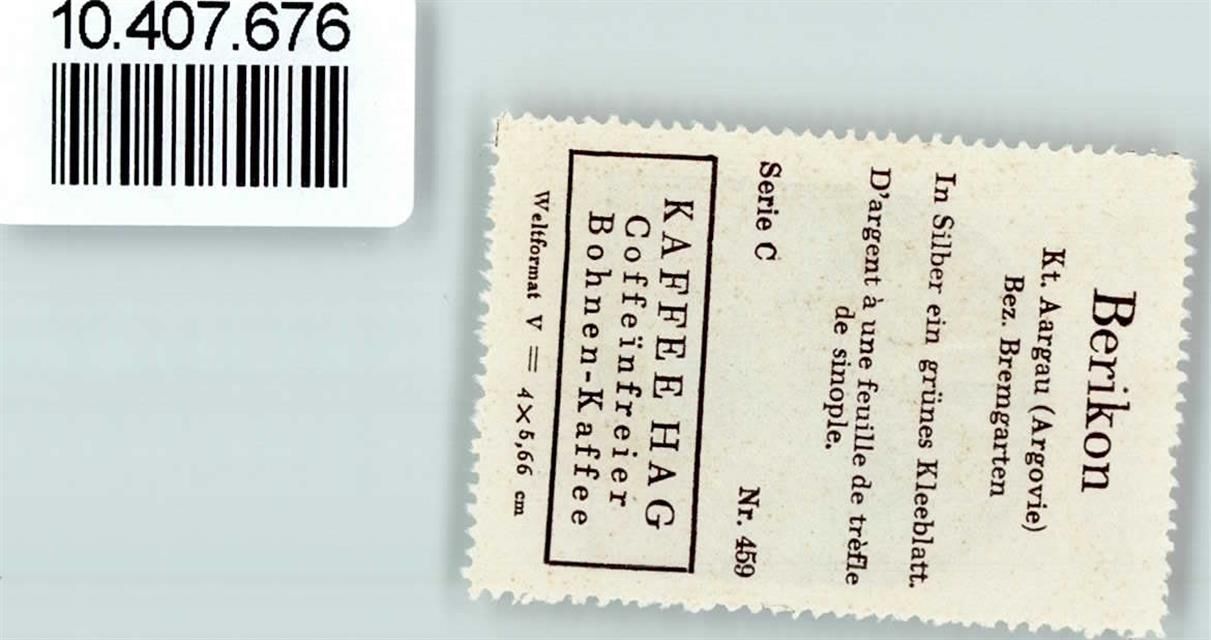 10.407.676
Berikon
Kt. Aargau (Argovie)
Bez. Bremgarten
In Silber ein grünes Kleeblatt.
D'argent à une feuille de trèfle
de sinople.
Serie C Nr. 459
KAFFEE HAG
Coffeïnfreier
Bohnen-Kaffee
Weltformat V = 4×5,66 cm